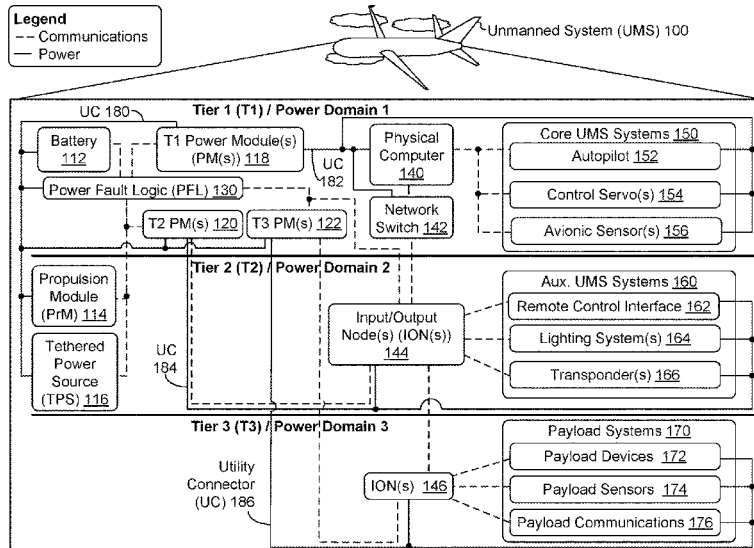 Legend
Communications
Power
Unmanned System (UMS) 100
UC 180
Tier 1 (T1) / Power Domain 1
Battery
112
T1 Power Module(s)
(PM(s)) 118
UC
182
Physical
Computer
140
Core UMS Systems 150
Autopilot 152
Power Fault Logic (PFL) 130
Control Servo(s) 154
Network
Switch 142
T2 PM(s) 120
T3 PM(s) 122
Avionic Sensor(s) 156
Tier 2 (T2) / Power Domain 2
Propulsion
Module
(PrM) 114
Input/Output
Node(s) (ION(s))
144
Aux. UMS Systems 160
Remote Control Interface 162
Lighting System(s) 164
Transponder(s) 166
Tethered
Power
Source
(TPS) 116
UC
184
Tier 3 (T3) / Power Domain 3
Utility
Connector
(UC) 186
ION(s) 146
Payload Systems 170
Payload Devices 172
Payload Sensors 174
Payload Communications 176